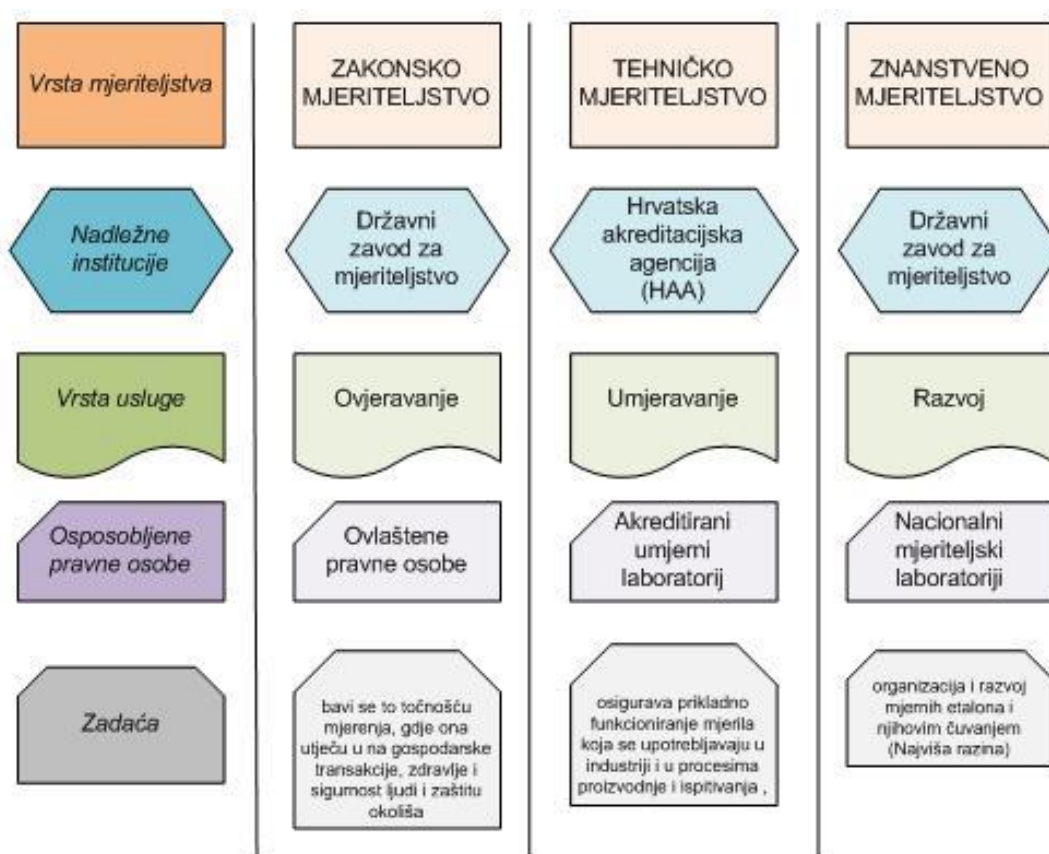 Vrsta mjeriteljstva
ZAKONSKO
MJERITELJSTVO
TEHNIČKO
MJERITELJSTVO
ZNANSTVENO
MJERITELJSTVO
Nadležne
institucije
Državni
zavod za
mjeriteljstvo
Hrvatska
akreditacijska
agencija
(HAA)
Državni
zavod za
mjeriteljstvo
Vrsta usluge
Ovjeravanje
Umjeravanje
Razvoj
Osposobljene
pravne osobe
Ovlaštene
pravne osobe
Akreditirani
umjerni
laboratorij
Nacionalni
mjeriteljski
laboratoriji
Zadaća
bavi se to točnošću
mjerenja, gdje ona
utječu u na gospodarske
transakcije, zdravlje i
sigurnost ljudi i zaštitu
okoliša
osigurava prikladno
funkcioniranje mjerila
koja se upotrebljavaju u
industriji i u procesima
proizvodnje i ispitivanja ,
organizacija i razvoj
mjernih etalona i
njihovim čuvanjem
(Najviša razina)